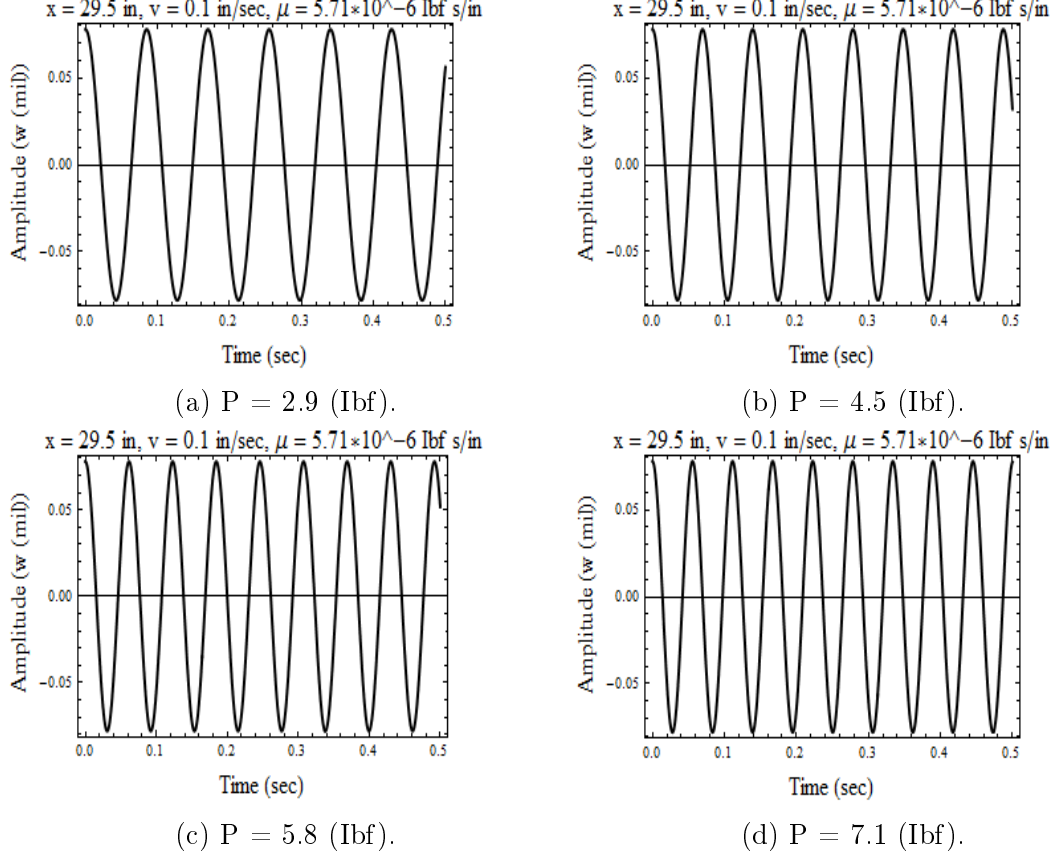 x = 29.5 in, v = 0.1 in/sec, μ = 5.71*10^−6 Ibf s/in
Amplitude (w (mil))
0.05
0.00
−0.05
0.0 0.1 0.2 0.3 0.4 0.5
Time (sec)
(a) P = 2.9 (Ibf).
x = 29.5 in, v = 0.1 in/sec, μ = 5.71*10^−6 Ibf s/in
Amplitude (w (mil))
0.05
0.00
−0.05
0.0 0.1 0.2 0.3 0.4 0.5
Time (sec)
(b) P = 4.5 (Ibf).
x = 29.5 in, v = 0.1 in/sec, μ = 5.71*10^−6 Ibf s/in
Amplitude (w (mil))
0.05
0.00
−0.05
0.0 0.1 0.2 0.3 0.4 0.5
Time (sec)
(c) P = 5.8 (Ibf).
x = 29.5 in, v = 0.1 in/sec, μ = 5.71*10^−6 Ibf s/in
Amplitude (w (mil))
0.05
0.00
−0.05
0.0 0.1 0.2 0.3 0.4 0.5
Time (sec)
(d) P = 7.1 (Ibf).